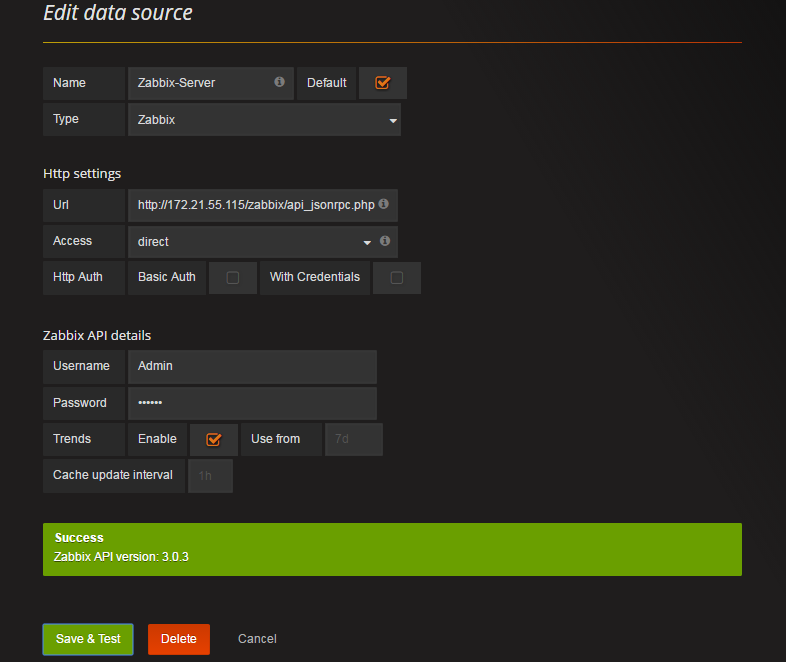 Edit data source
Name Zabbix-Server Default
Type Zabbix
Http settings
Url http://172.21.55.115/zabbix/api_jsonrpc.php
Access direct
Http Auth Basic Auth With Credentials
Zabbix API details
Username Admin
Password ••••••
Trends Enable Use from 7d
Cache update interval 1h
Success
Zabbix API version: 3.0.3
Save & Test Delete Cancel